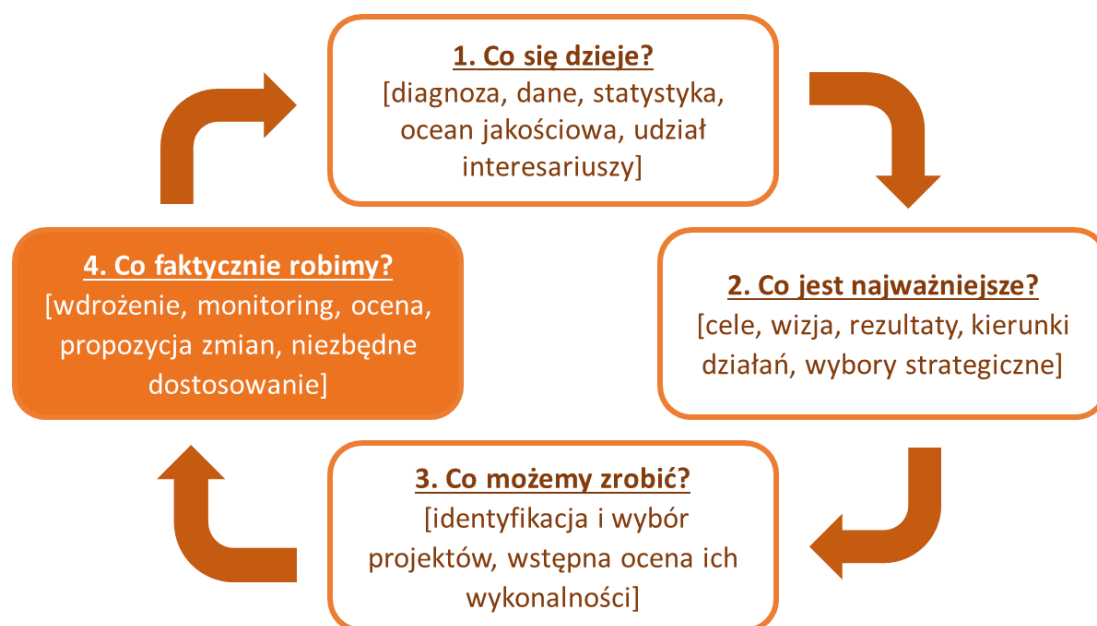 1. Co się dzieje?
[diagnoza, dane, statystyka,
ocean jakościowa, udział
interesariuszy]
2. Co jest najważniejsze?
[cele, wizja, rezultaty, kierunki
działań, wybory strategiczne]
3. Co możemy zrobić?
[identyfikacja i wybór
projektów, wstępna ocena ich
wykonalności]
4. Co faktycznie robimy?
[wdrożenie, monitoring, ocena,
propozycja zmian, niezbędne
dostosowanie]